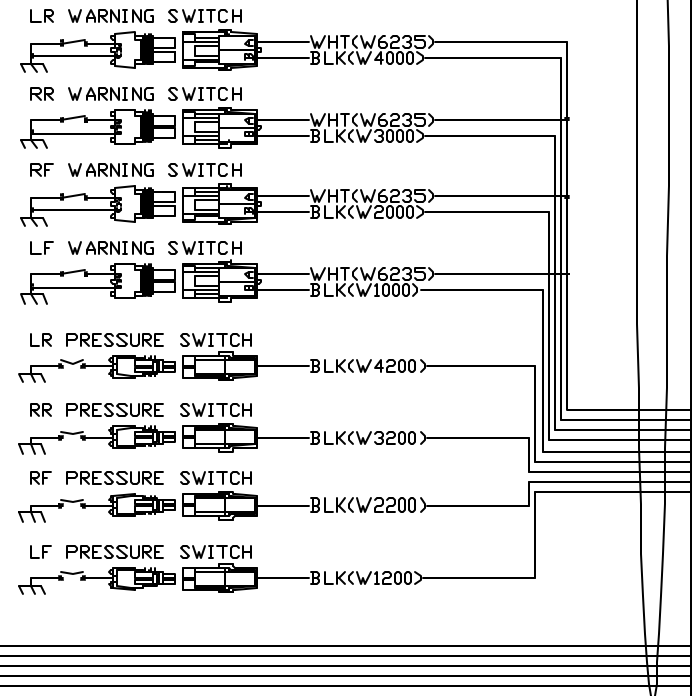 LR WARNING SWITCH
A WHT(W6235)
B BLK(W4000)
RR WARNING SWITCH
A WHT(W6235)
B BLK(W3000)
RF WARNING SWITCH
A WHT(W6235)
B BLK(W2000)
LF WARNING SWITCH
A WHT(W6235)
B BLK(W1000)
LR PRESSURE SWITCH
BLK(W4200)
RR PRESSURE SWITCH
BLK(W3200)
RF PRESSURE SWITCH
BLK(W2200)
LF PRESSURE SWITCH
BLK(W1200)